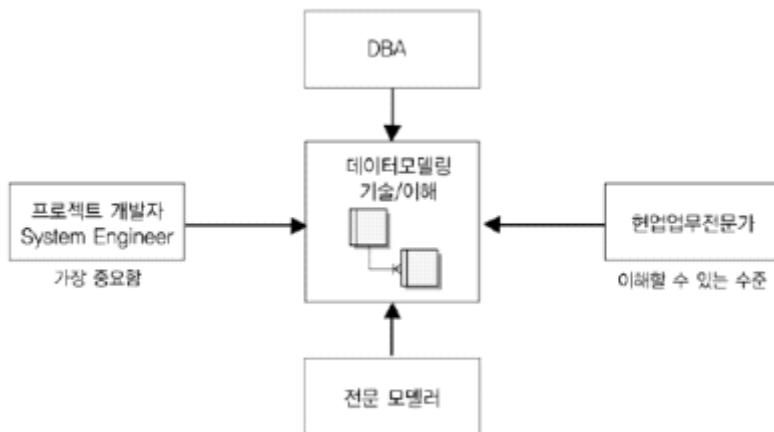 DBA
데이터모델링
기술/이해
프로젝트 개발자
System Engineer
가장 중요함
현업업무전문가
이해할 수 있는 수준
전문 모델러